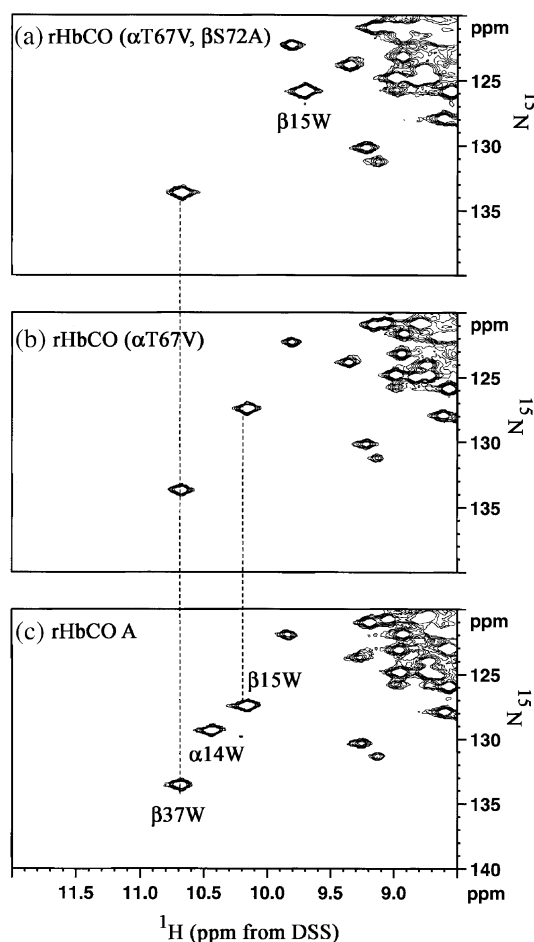 (a) rHbCO (αT67V, βS72A)
β15W
ppm
125
130
135
¹⁵N
(b) rHbCO (αT67V)
ppm
125
130
135
¹⁵N
(c) rHbCO A
β15W
α14W
β37W
ppm
125
130
135
140
¹⁵N
11.5 11.0 10.5 10.0 9.5 9.0 ppm
¹H (ppm from DSS)